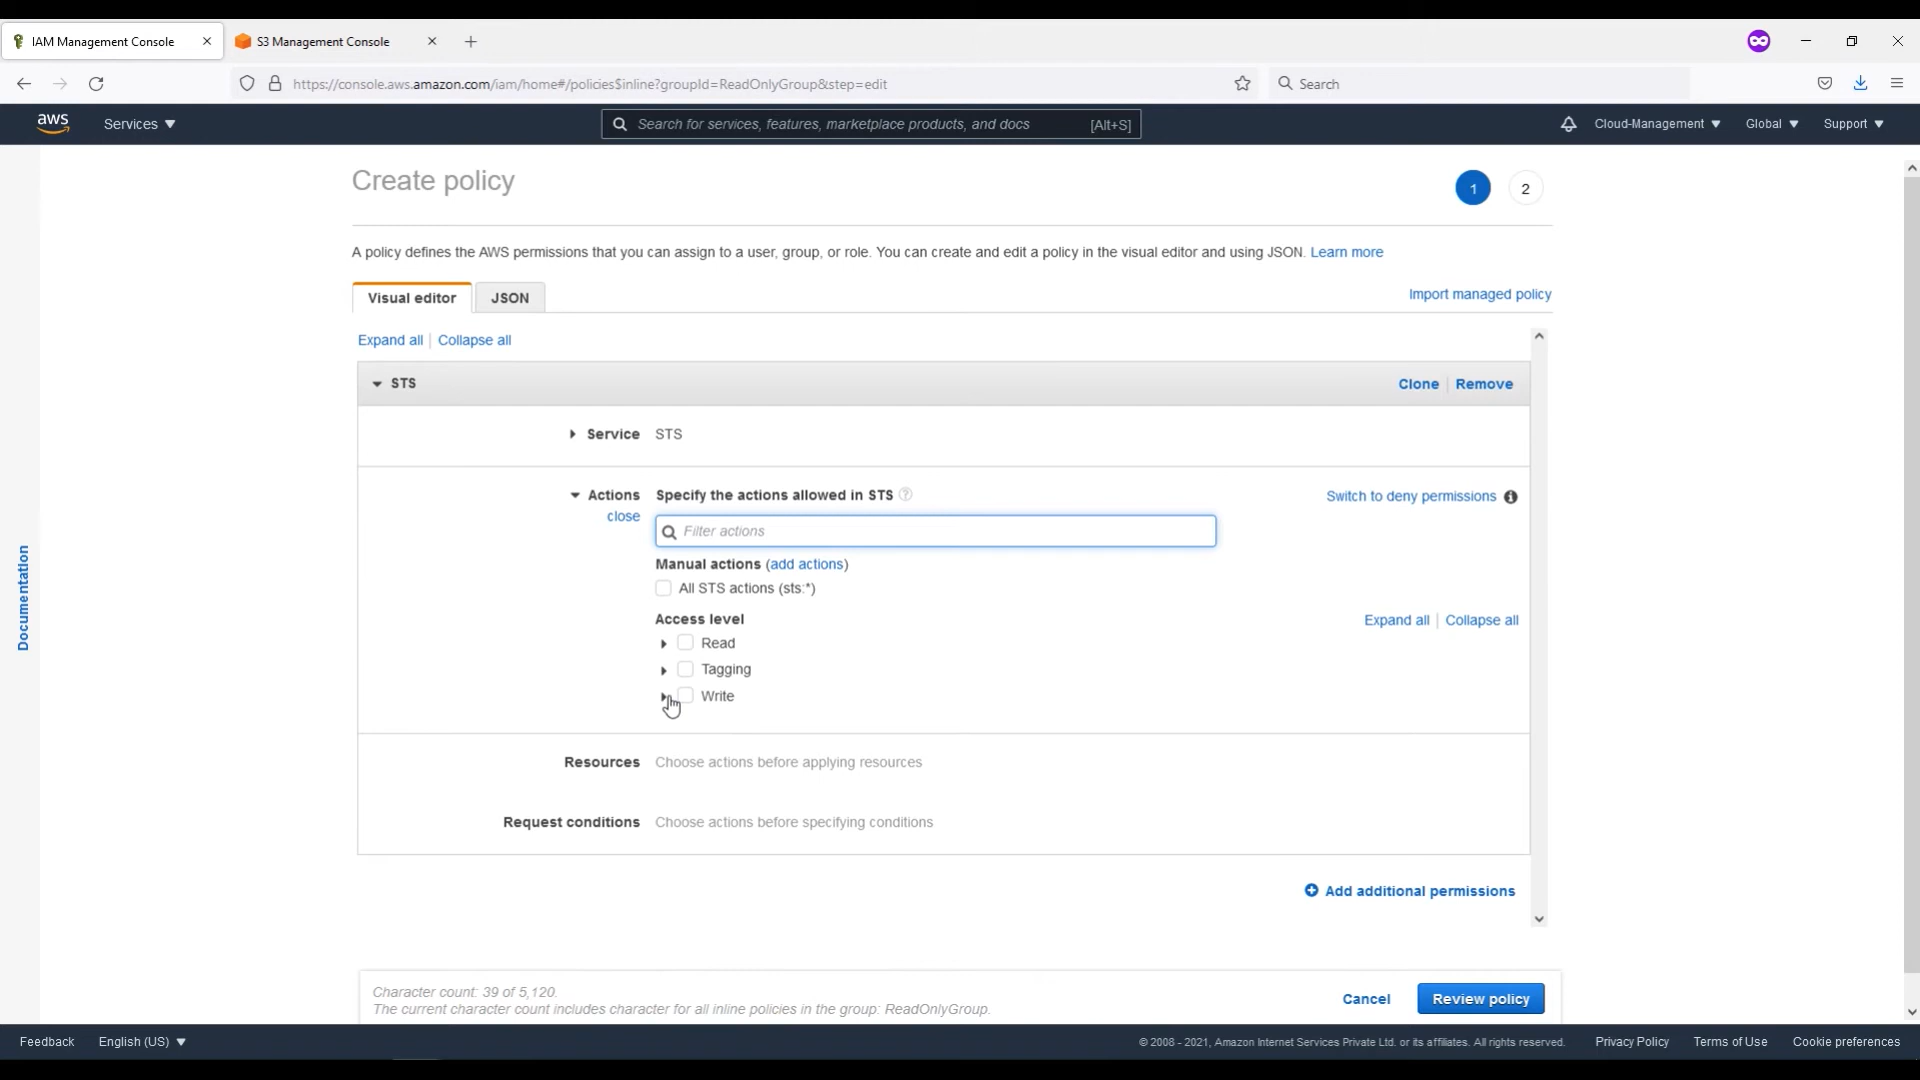 IAM Management Console
S3 Management Console
https://console.aws.amazon.com/iam/home#/policies$inline?groupId=ReadOnlyGroup&step=edit
Search
aws
Services
Search for services, features, marketplace products, and docs [Alt+S]
Cloud-Management
Global
Support
Create policy
1
2
A policy defines the AWS permissions that you can assign to a user, group, or role. You can create and edit a policy in the visual editor and using JSON. Learn more
Visual editor
JSON
Import managed policy
Expand all | Collapse all
STS
Clone | Remove
Service STS
Actions Specify the actions allowed in STS
Switch to deny permissions
close
Filter actions
Manual actions (add actions)
All STS actions (sts:*)
Access level
Expand all | Collapse all
Read
Tagging
Write
Resources Choose actions before applying resources
Request conditions Choose actions before specifying conditions
Add additional permissions
Documentation
Character count: 39 of 5,120.
The current character count includes character for all inline policies in the group: ReadOnlyGroup.
Cancel
Review policy
Feedback
English (US)
© 2008 - 2021, Amazon Internet Services Private Ltd. or its affiliates. All rights reserved.
Privacy Policy
Terms of Use
Cookie preferences